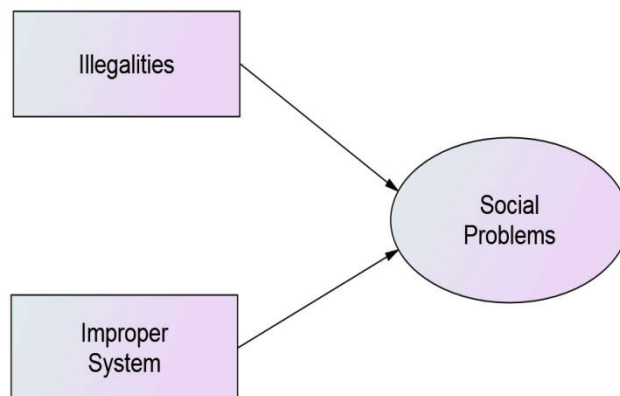 Illegalities
Social
Problems
Improper
System